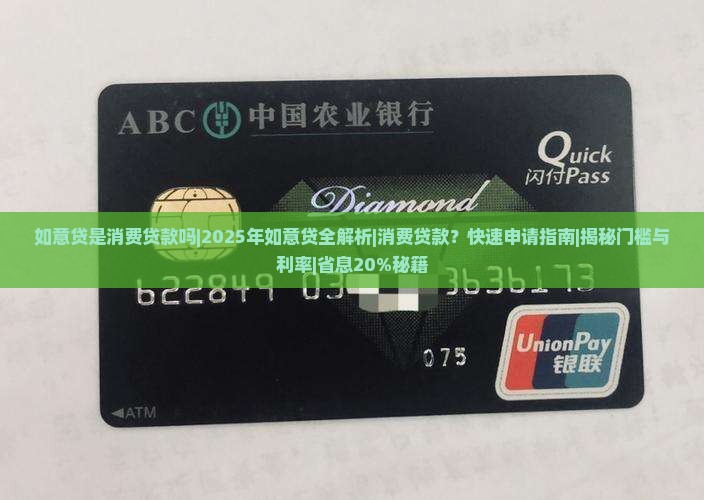 ABC 中国农业银行
Quick
闪付Pass
Diamond
如意贷是消费贷款吗|2025年如意贷全解析|消费贷款？快速申请指南|揭秘门槛与
利率|省息20%秘籍
075
UnionPay
银联
◀ATM